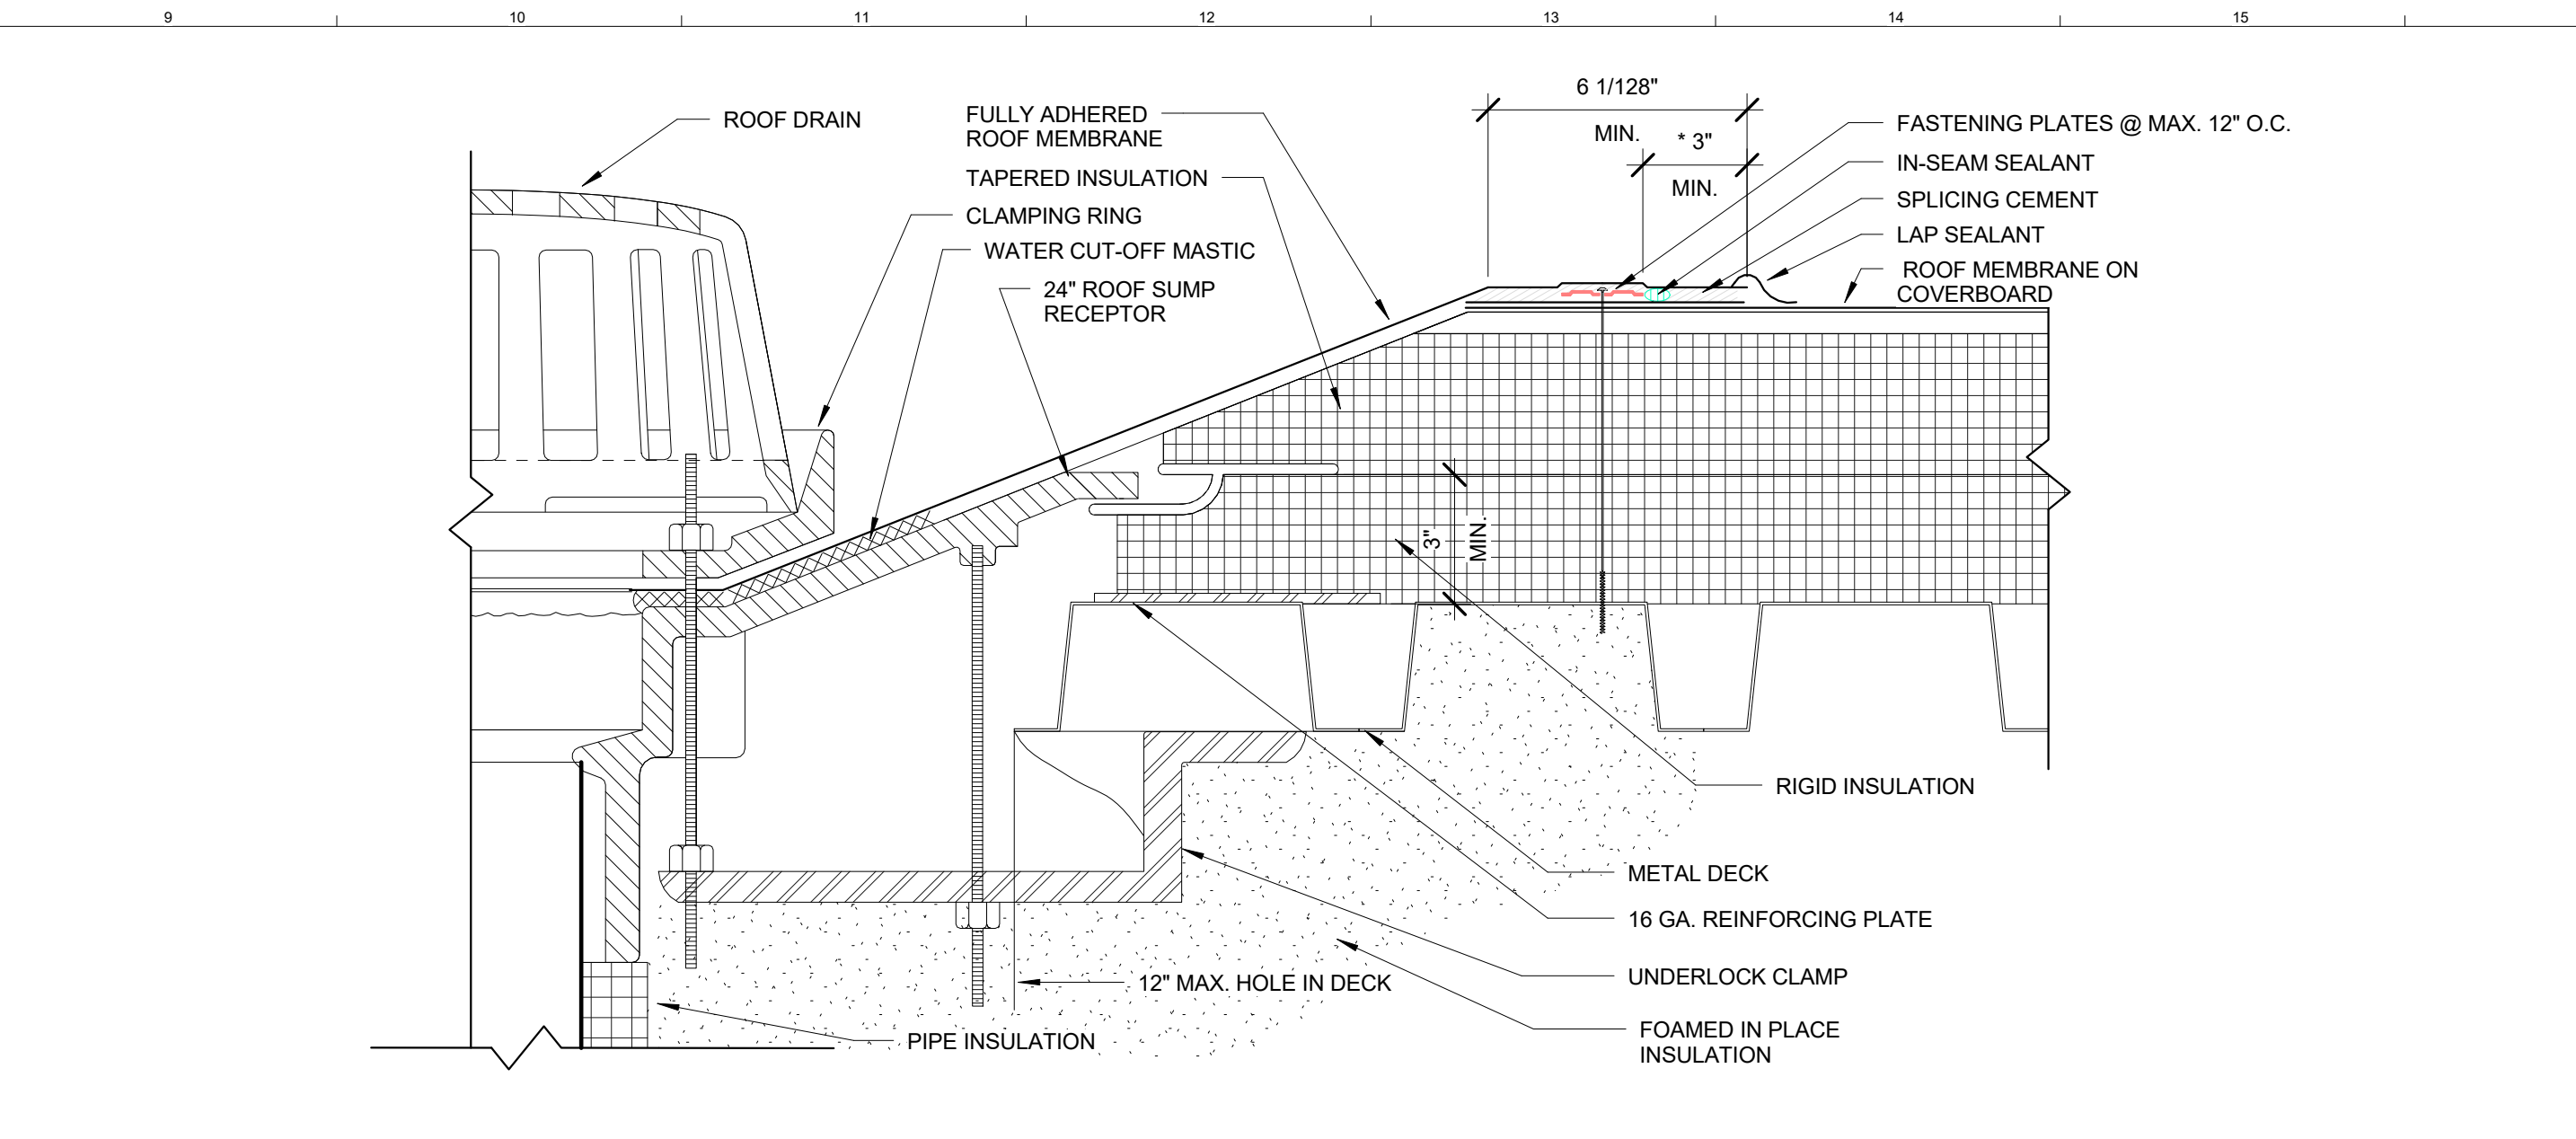 9 10 11 12 13 14 15
ROOF DRAIN
FULLY ADHERED
ROOF MEMBRANE
TAPERED INSULATION
CLAMPING RING
WATER CUT-OFF MASTIC
24" ROOF SUMP
RECEPTOR
6 1/128"
MIN.
* 3"
MIN.
FASTENING PLATES @ MAX. 12" O.C.
IN-SEAM SEALANT
SPLICING CEMENT
LAP SEALANT
ROOF MEMBRANE ON
COVERBOARD
3"
MIN.
RIGID INSULATION
METAL DECK
16 GA. REINFORCING PLATE
UNDERLOCK CLAMP
12" MAX. HOLE IN DECK
FOAMED IN PLACE
INSULATION
PIPE INSULATION